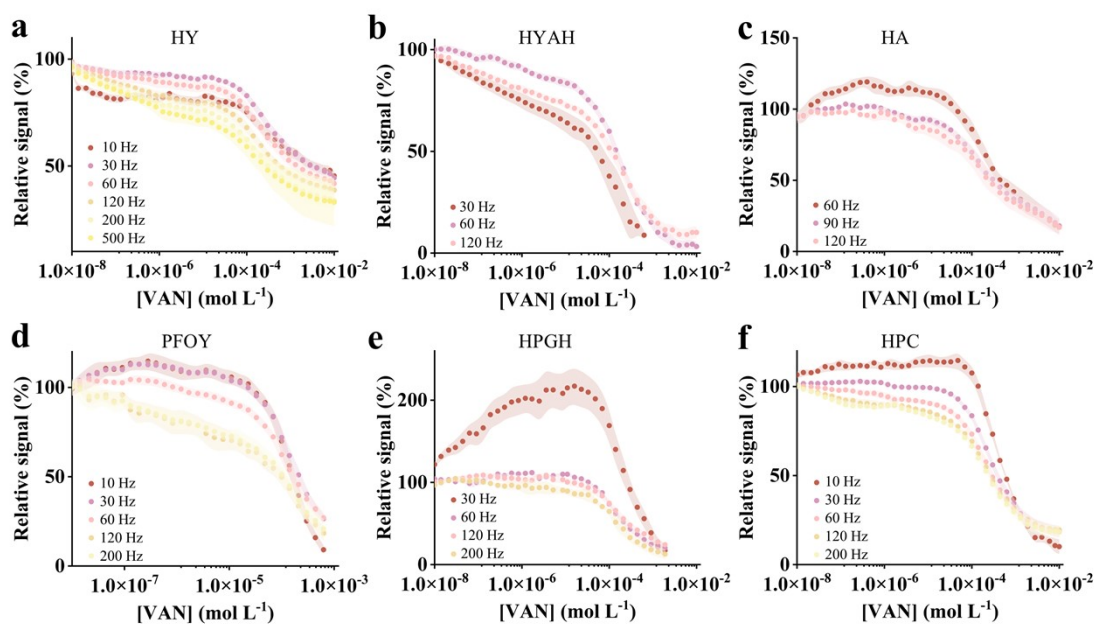 a
HY
Relative signal (%)
100
50
10 Hz
30 Hz
60 Hz
120 Hz
200 Hz
500 Hz
1.0×10⁻⁸ 1.0×10⁻⁶ 1.0×10⁻⁴ 1.0×10⁻²
[VAN] (mol L⁻¹)
b
HYAH
Relative signal (%)
100
50
0
30 Hz
60 Hz
120 Hz
1.0×10⁻⁸ 1.0×10⁻⁶ 1.0×10⁻⁴ 1.0×10⁻²
[VAN] (mol L⁻¹)
c
HA
Relative signal (%)
150
100
50
0
60 Hz
90 Hz
120 Hz
1.0×10⁻⁸ 1.0×10⁻⁶ 1.0×10⁻⁴ 1.0×10⁻²
[VAN] (mol L⁻¹)
d
PFOY
Relative signal (%)
100
50
0
10 Hz
30 Hz
60 Hz
120 Hz
200 Hz
1.0×10⁻⁷ 1.0×10⁻⁵ 1.0×10⁻³
[VAN] (mol L⁻¹)
e
HPGH
Relative signal (%)
200
100
0
30 Hz
60 Hz
120 Hz
200 Hz
1.0×10⁻⁸ 1.0×10⁻⁶ 1.0×10⁻⁴ 1.0×10⁻²
[VAN] (mol L⁻¹)
f
HPC
Relative signal (%)
100
50
0
10 Hz
30 Hz
60 Hz
120 Hz
200 Hz
1.0×10⁻⁸ 1.0×10⁻⁶ 1.0×10⁻⁴ 1.0×10⁻²
[VAN] (mol L⁻¹)